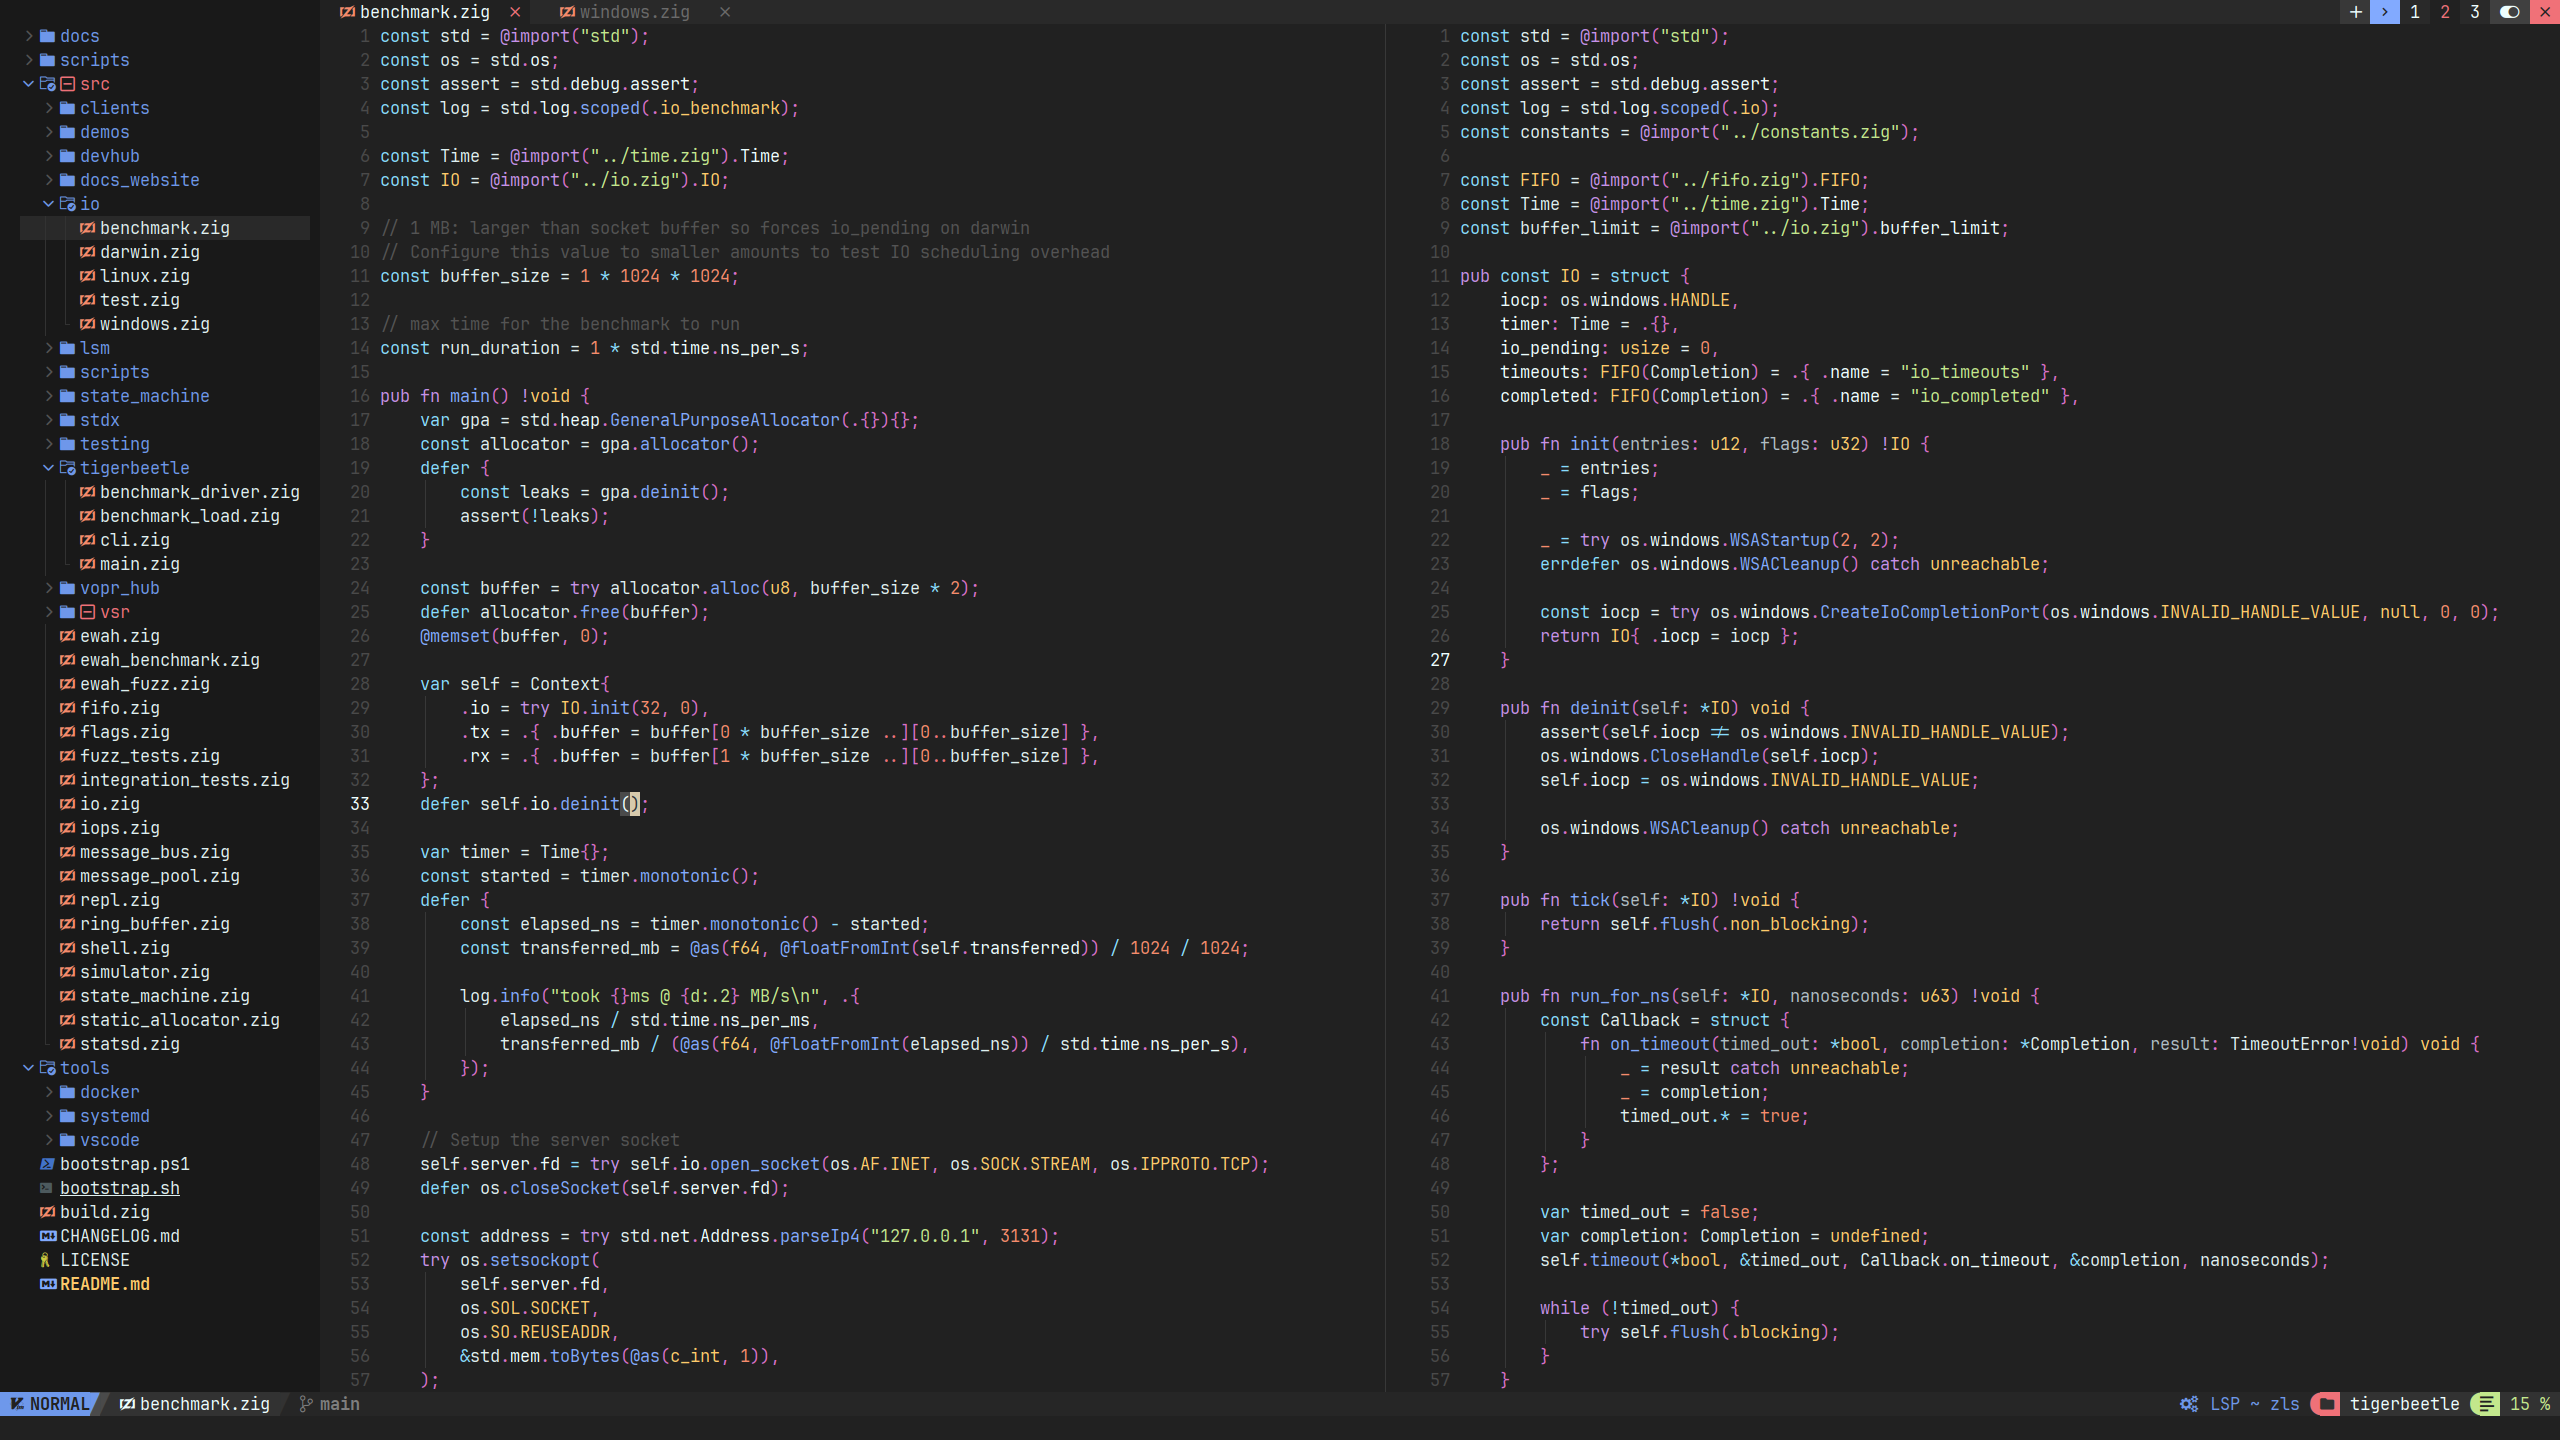 benchmark.zig ×  windows.zig ×  + > 1 2 3 ×
docs
scripts
src
clients
demos
devhub
docs_website
io
benchmark.zig
darwin.zig
linux.zig
test.zig
windows.zig
lsm
scripts
state_machine
stdx
testing
tigerbeetle
benchmark_driver.zig
benchmark_load.zig
cli.zig
main.zig
vopr_hub
vsr
ewah.zig
ewah_benchmark.zig
ewah_fuzz.zig
fifo.zig
flags.zig
fuzz_tests.zig
integration_tests.zig
io.zig
iops.zig
message_bus.zig
message_pool.zig
repl.zig
ring_buffer.zig
shell.zig
simulator.zig
state_machine.zig
static_allocator.zig
statsd.zig
tools
docker
systemd
vscode
bootstrap.ps1
bootstrap.sh
build.zig
CHANGELOG.md
LICENSE
README.md
1 const std = @import("std");
2 const os = std.os;
3 const assert = std.debug.assert;
4 const log = std.log.scoped(.io_benchmark);
5
6 const Time = @import("../time.zig").Time;
7 const IO = @import("../io.zig").IO;
8
9 // 1 MB: larger than socket buffer so forces io_pending on darwin
10 // Configure this value to smaller amounts to test IO scheduling overhead
11 const buffer_size = 1 * 1024 * 1024;
12
13 // max time for the benchmark to run
14 const run_duration = 1 * std.time.ns_per_s;
15
16 pub fn main() !void {
17     var gpa = std.heap.GeneralPurposeAllocator(.{}){};
18     const allocator = gpa.allocator();
19     defer {
20         const leaks = gpa.deinit();
21         assert(!leaks);
22     }
23
24     const buffer = try allocator.alloc(u8, buffer_size * 2);
25     defer allocator.free(buffer);
26     @memset(buffer, 0);
27
28     var self = Context{
29         .io = try IO.init(32, 0),
30         .tx = .{ .buffer = buffer[0 * buffer_size ..][0..buffer_size] },
31         .rx = .{ .buffer = buffer[1 * buffer_size ..][0..buffer_size] },
32     };
33     defer self.io.deinit();
34
35     var timer = Time{};
36     const started = timer.monotonic();
37     defer {
38         const elapsed_ns = timer.monotonic() - started;
39         const transferred_mb = @as(f64, @floatFromInt(self.transferred)) / 1024 / 1024;
40
41         log.info("took {}ms @ {d:.2} MB/s\n", .{
42             elapsed_ns / std.time.ns_per_ms,
43             transferred_mb / (@as(f64, @floatFromInt(elapsed_ns)) / std.time.ns_per_s),
44         });
45     }
46
47     // Setup the server socket
48     self.server.fd = try self.io.open_socket(os.AF.INET, os.SOCK.STREAM, os.IPPROTO.TCP);
49     defer os.closeSocket(self.server.fd);
50
51     const address = try std.net.Address.parseIp4("127.0.0.1", 3131);
52     try os.setsockopt(
53         self.server.fd,
54         os.SOL.SOCKET,
55         os.SO.REUSEADDR,
56         &std.mem.toBytes(@as(c_int, 1)),
57     );
1 const std = @import("std");
2 const os = std.os;
3 const assert = std.debug.assert;
4 const log = std.log.scoped(.io);
5 const constants = @import("../constants.zig");
6
7 const FIFO = @import("../fifo.zig").FIFO;
8 const Time = @import("../time.zig").Time;
9 const buffer_limit = @import("../io.zig").buffer_limit;
10
11 pub const IO = struct {
12     iocp: os.windows.HANDLE,
13     timer: Time = .{},
14     io_pending: usize = 0,
15     timeouts: FIFO(Completion) = .{ .name = "io_timeouts" },
16     completed: FIFO(Completion) = .{ .name = "io_completed" },
17
18     pub fn init(entries: u12, flags: u32) !IO {
19         _ = entries;
20         _ = flags;
21
22         _ = try os.windows.WSAStartup(2, 2);
23         errdefer os.windows.WSACleanup() catch unreachable;
24
25         const iocp = try os.windows.CreateIoCompletionPort(os.windows.INVALID_HANDLE_VALUE, null, 0, 0);
26         return IO{ .iocp = iocp };
27     }
28
29     pub fn deinit(self: *IO) void {
30         assert(self.iocp != os.windows.INVALID_HANDLE_VALUE);
31         os.windows.CloseHandle(self.iocp);
32         self.iocp = os.windows.INVALID_HANDLE_VALUE;
33
34         os.windows.WSACleanup() catch unreachable;
35     }
36
37     pub fn tick(self: *IO) !void {
38         return self.flush(.non_blocking);
39     }
40
41     pub fn run_for_ns(self: *IO, nanoseconds: u63) !void {
42         const Callback = struct {
43             fn on_timeout(timed_out: *bool, completion: *Completion, result: TimeoutError!void) void {
44                 _ = result catch unreachable;
45                 _ = completion;
46                 timed_out.* = true;
47             }
48         };
49
50         var timed_out = false;
51         var completion: Completion = undefined;
52         self.timeout(*bool, &timed_out, Callback.on_timeout, &completion, nanoseconds);
53
54         while (!timed_out) {
55             try self.flush(.blocking);
56         }
57     }
NORMAL  benchmark.zig  main  LSP ~ zls  tigerbeetle  15 %